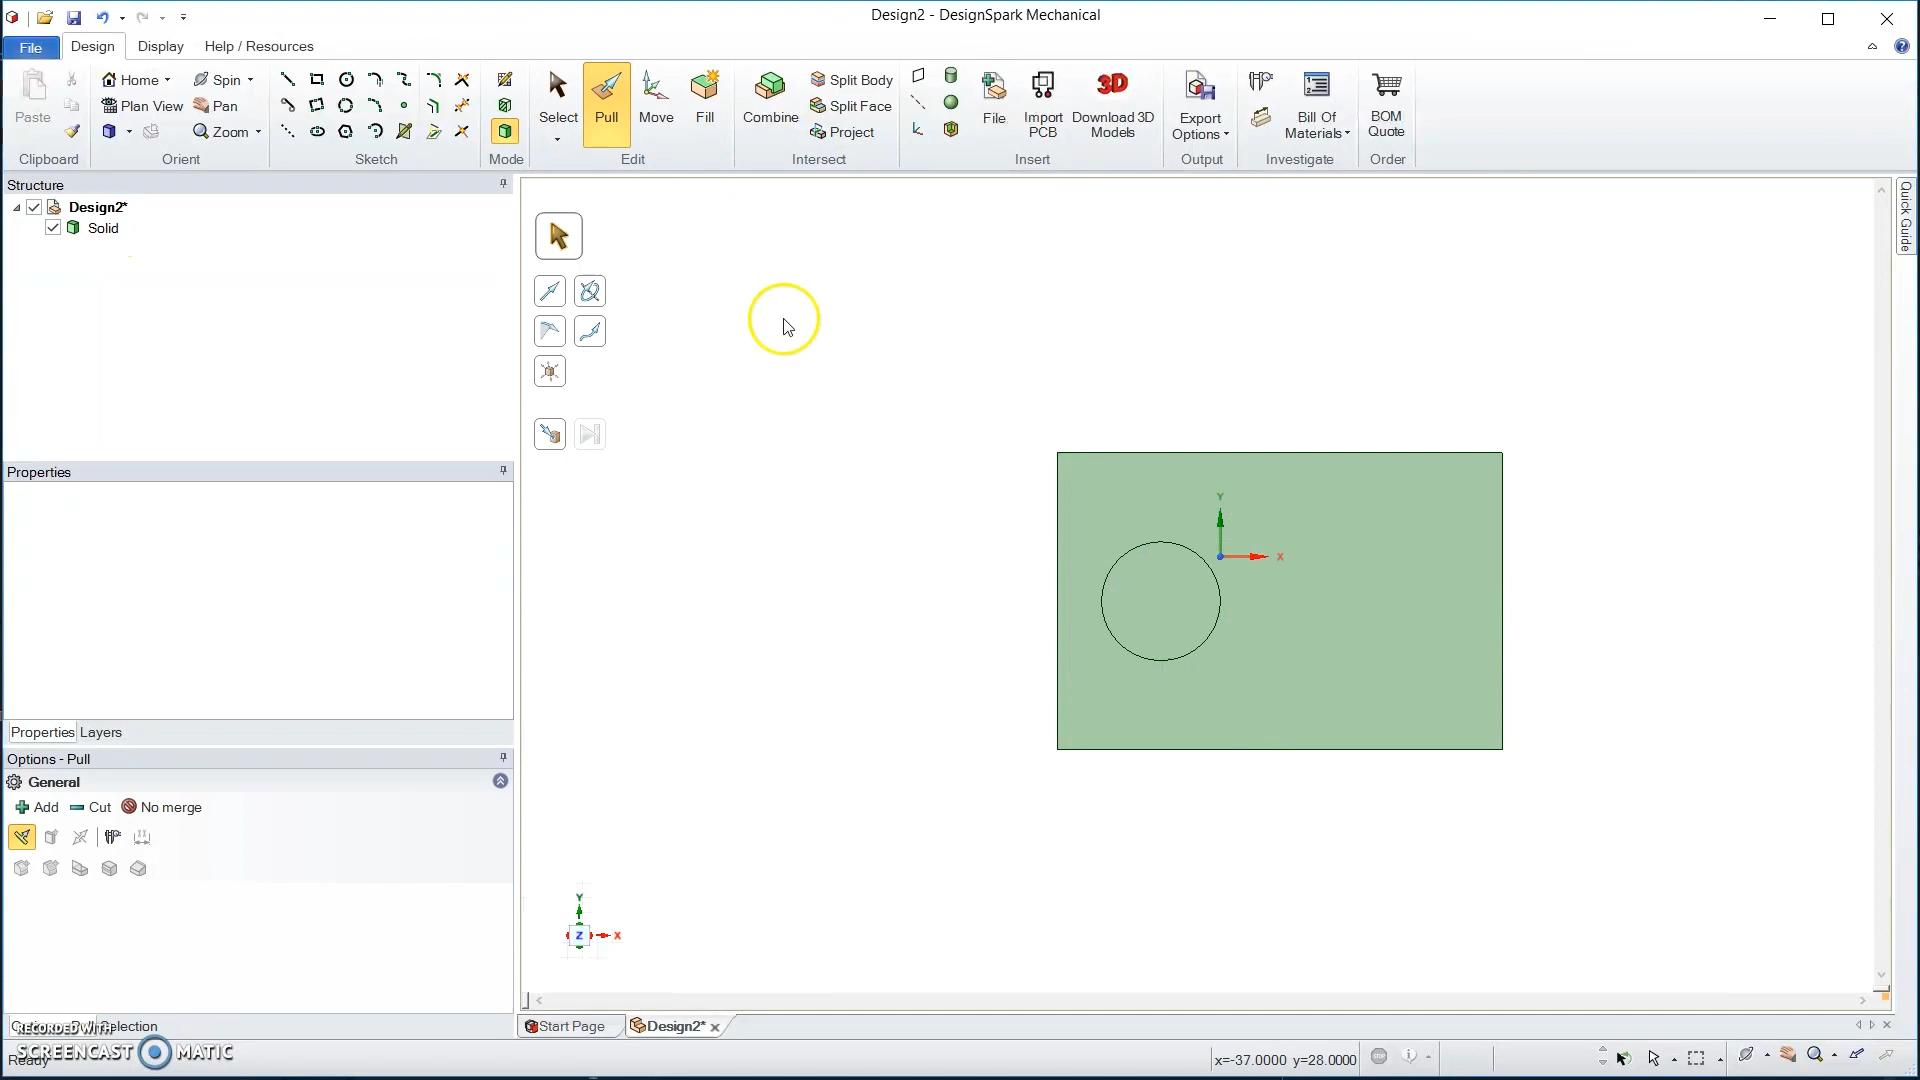 Design2 - DesignSpark Mechanical
File Design Display Help / Resources
Paste
Clipboard
Home Spin
Plan View Pan
Zoom
Orient
Sketch
Mode
Select Pull Move Fill
Edit
Combine Split Body
Split Face
Project
Intersect
File Import PCB 3D Download 3D Models
Insert
Export Options
Output
Bill Of Materials
Investigate
BOM Quote
Order
Structure
Design2*
Solid
Quick Guide
Y
X
Properties
Properties Layers
Options - Pull
General
Add Cut No merge
Y
Z X
Selection
RECORDED WITH
SCREENCAST MATIC
Start Page Design2*
Ready
x=-37.0000 y=28.0000